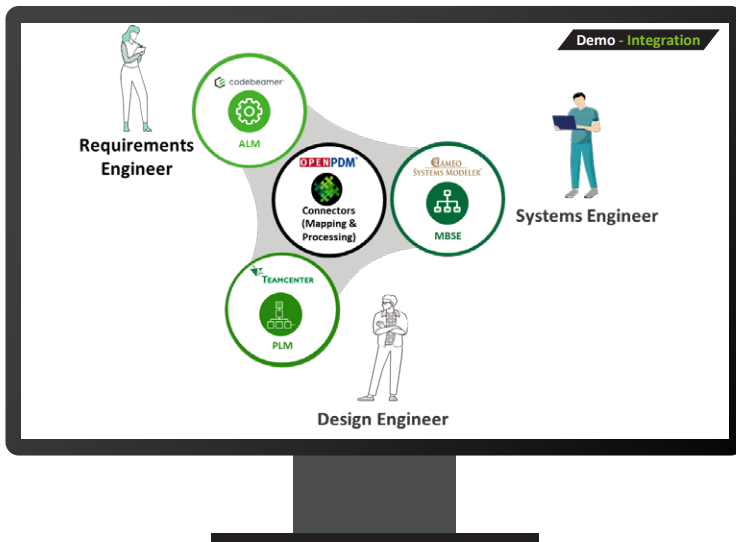 Demo - Integration
codebeamer
ALM
Requirements
Engineer
OPENPDM®
Connectors
(Mapping &
Processing)
CAMEO
SYSTEMS MODELER
MBSE
Systems Engineer
TEAMCENTER
PLM
Design Engineer